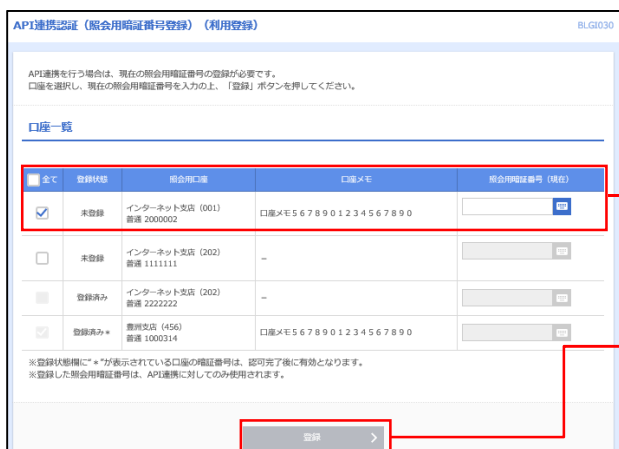 API連携認証（照会用暗証番号登録）（利用登録）
BLGI030
API連携を行う場合は、現在の照会用暗証番号の登録が必要です。
口座を選択し、現在の照会用暗証番号を入力の上、「登録」ボタンを押してください。
口座一覧
全て 登録状態 照会用口座 口座メモ 照会用暗証番号（現在）
未登録 インターネット支店（001）
普通 2000002
口座メモ５６７８９０１２３４５６７８９０
未登録 インターネット支店（202）
普通 1111111
－
登録済み インターネット支店（202）
普通 2222222
－
登録済み＊ 豊洲支店（456）
普通 1000314
口座メモ５６７８９０１２３４５６７８９０
※登録状態欄に"＊"が表示されている口座の暗証番号は、認可完了後に有効となります。
※登録した照会用暗証番号は、API連携に対してのみ使用されます。
登録